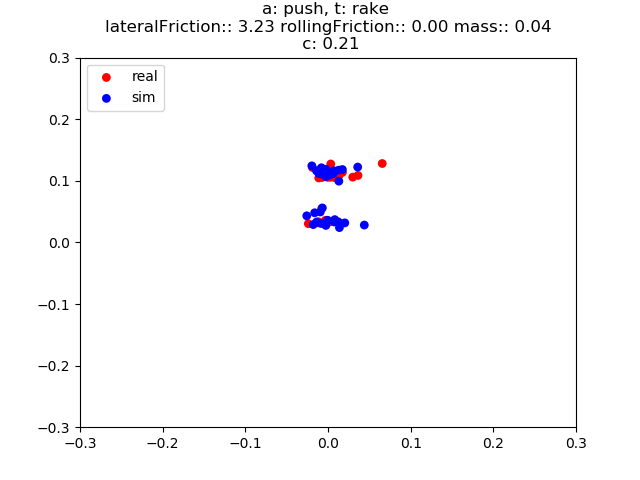 a: push, t: rake
lateralFriction:: 3.23 rollingFriction:: 0.00 mass:: 0.04
c: 0.21
real
sim
0.3
0.2
0.1
0.0
−0.1
−0.2
−0.3
−0.3 −0.2 −0.1 0.0 0.1 0.2 0.3